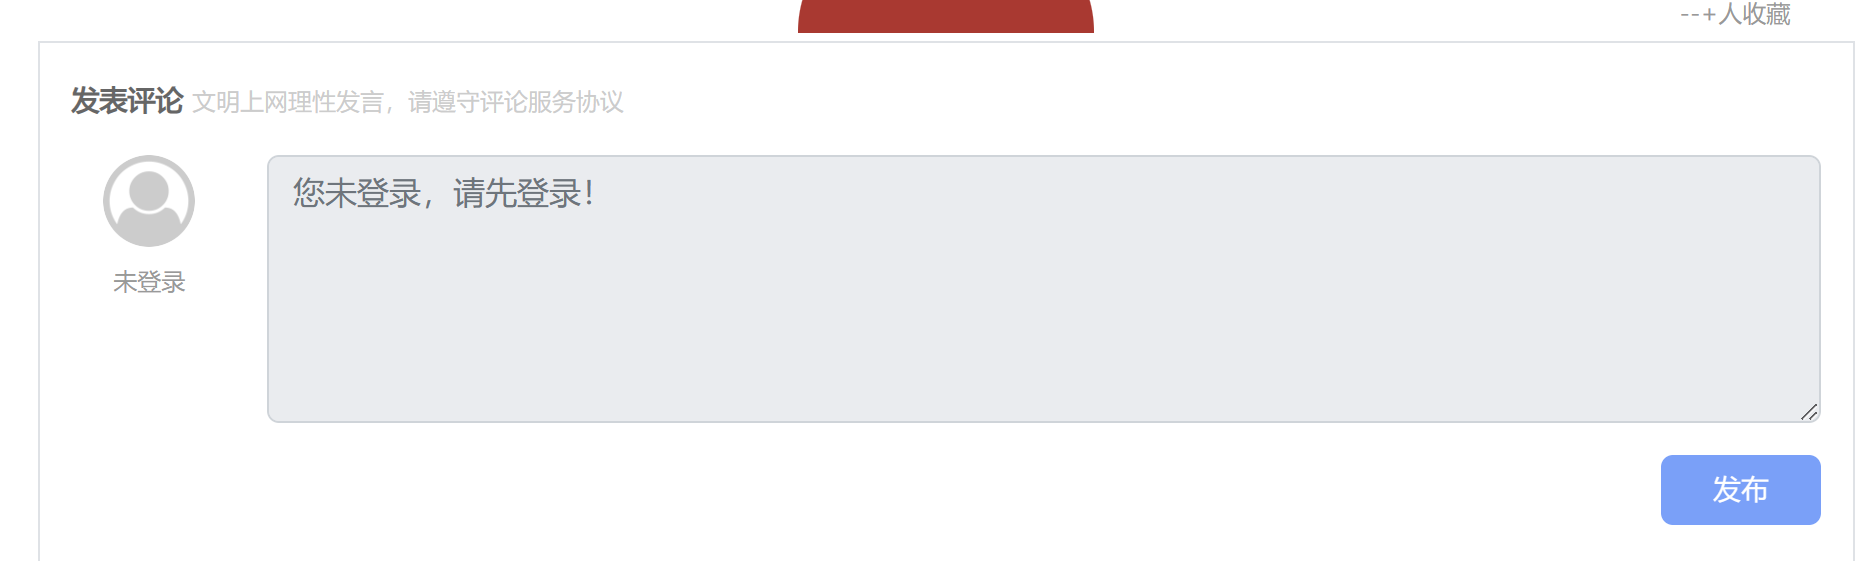 --+人收藏
发表评论 文明上网理性发言，请遵守评论服务协议
您未登录，请先登录！
未登录
发布